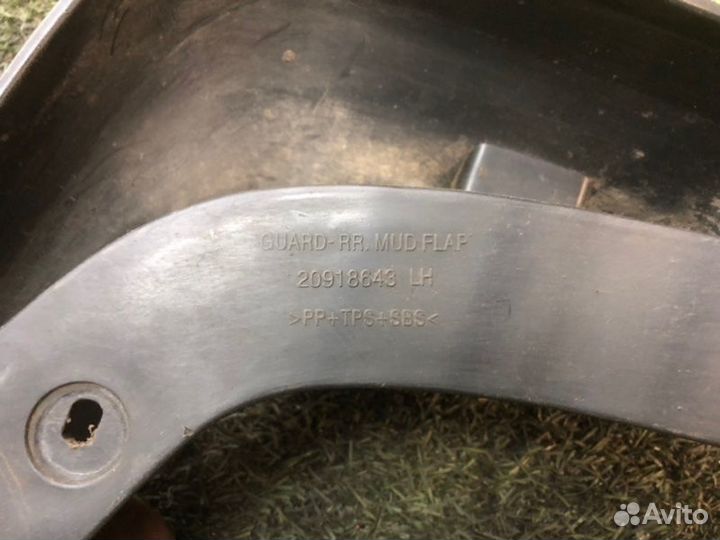 GUARD-RR. MUD FLAP
20918643 LH
>PP+TPS+SBS<
Avito